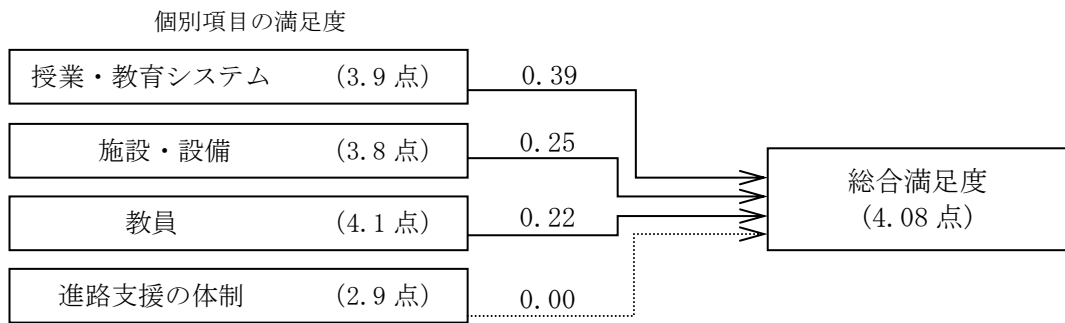 個別項目の満足度
授業・教育システム (3.9 点) 0.39
施設・設備 (3.8 点) 0.25
教員 (4.1 点) 0.22
進路支援の体制 (2.9 点) 0.00
総合満足度
(4.08 点)